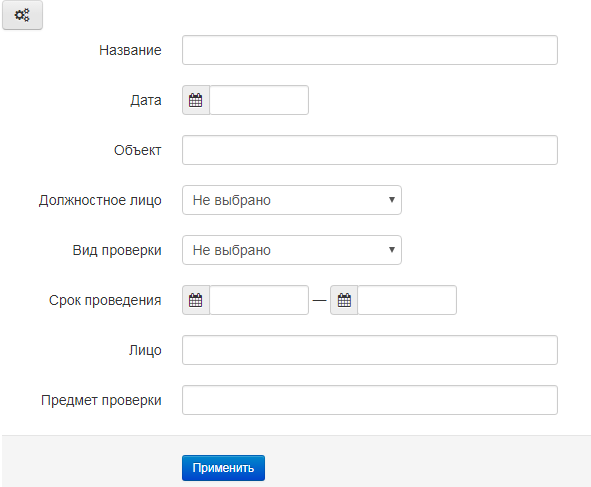 Название
Дата
Объект
Должностное лицо Не выбрано
Вид проверки Не выбрано
Срок проведения —
Лицо
Предмет проверки
Применить